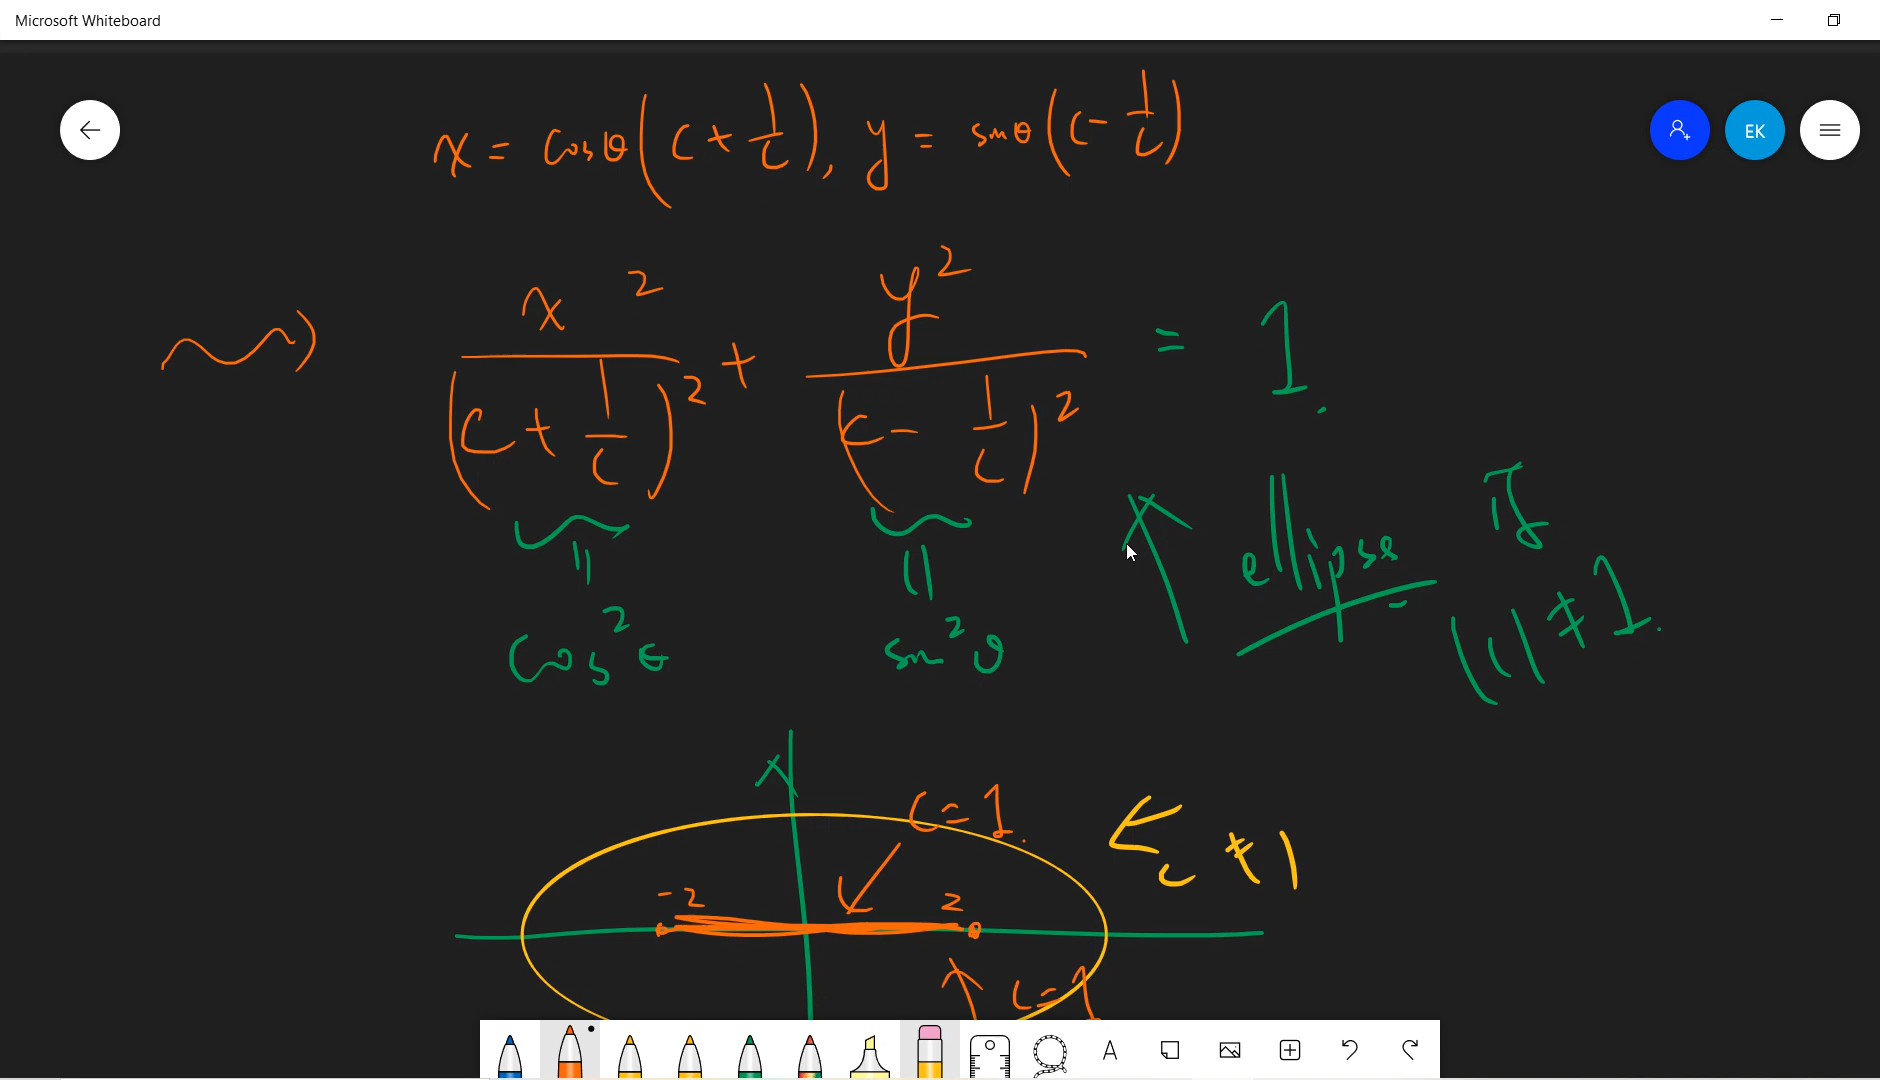 Microsoft Whiteboard
EK
x = cosθ (c + 1/c), y = sinθ (c - 1/c)
x² / (c + 1/c)² + y² / (c - 1/c)² = 1.
ellipse if
|c| ≠ 1.
|| ||
cos²θ sin²θ
c = 1.
c ≠ 1
-2 2
c = 1
A